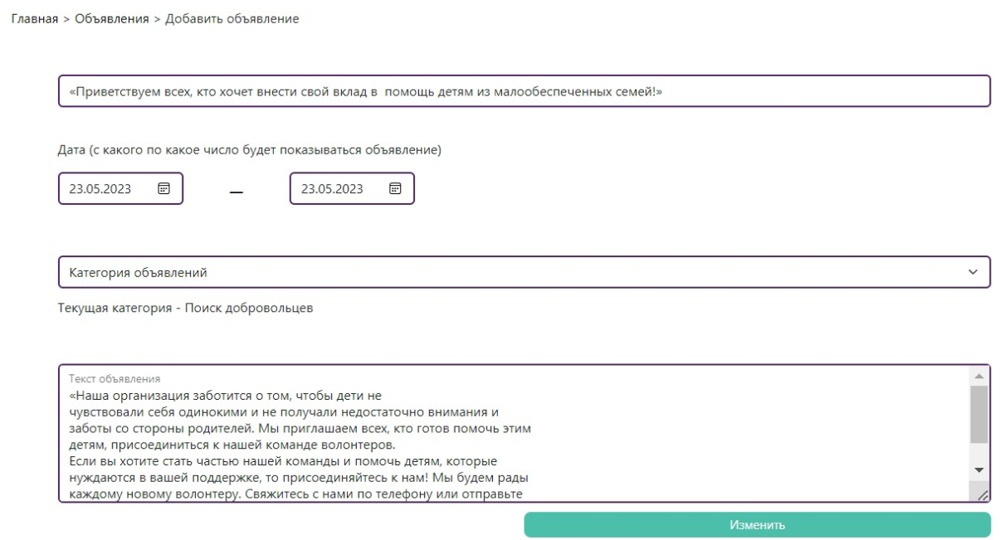 Главная > Объявления > Добавить объявление
«Приветствуем всех, кто хочет внести свой вклад в  помощь детям из малообеспеченных семей!»
Дата (с какого по какое число будет показываться объявление)
23.05.2023 — 23.05.2023
Категория объявлений
Текущая категория - Поиск добровольцев
Текст объявления
«Наша организация заботится о том, чтобы дети не
чувствовали себя одинокими и не получали недостаточно внимания и
заботы со стороны родителей. Мы приглашаем всех, кто готов помочь этим
детям, присоединиться к нашей команде волонтеров.
Если вы хотите стать частью нашей команды и помочь детям, которые
нуждаются в вашей поддержке, то присоединяйтесь к нам! Мы будем рады
каждому новому волонтеру. Свяжитесь с нами по телефону или отправьте
Изменить